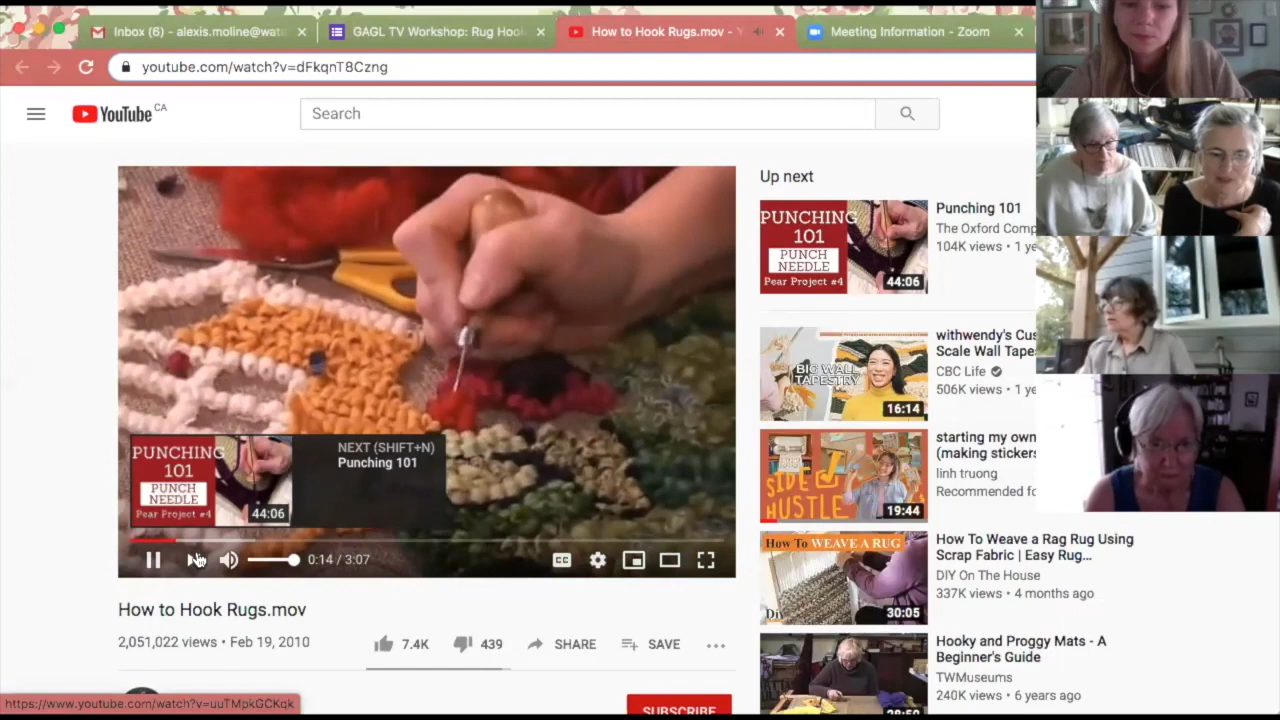 Inbox (6) - alexis.moline@wat
GAGL TV Workshop: Rug Hook
How to Hook Rugs.mov - Y
Meeting Information - Zoom
youtube.com/watch?v=dFkqnT8Czng
YouTube CA
Search
Up next
PUNCHING
101
PUNCH
NEEDLE
Pear Project #4
44:06
Punching 101
The Oxford Comp
104K views • 1 ye
BIG WALL
TAPESTRY
16:14
withwendy's Cus
Scale Wall Tape
CBC Life
506K views • 1 ye
SIDE
HUSTLE
19:44
starting my own
(making stickers
linh truong
Recommended fo
How To WEAVE A RUG
30:05
How To Weave a Rag Rug Using
Scrap Fabric | Easy Rug...
DIY On The House
337K views • 4 months ago
28:50
Hooky and Proggy Mats - A
Beginner's Guide
TWMuseums
240K views • 6 years ago
PUNCHING
101
PUNCH
NEEDLE
Pear Project #4
44:06
NEXT (SHIFT+N)
Punching 101
0:14 / 3:07
CC
How to Hook Rugs.mov
2,051,022 views • Feb 19, 2010
7.4K
439
SHARE
SAVE
SUBSCRIBE
https://www.youtube.com/watch?v=uuTMpkGCKqk